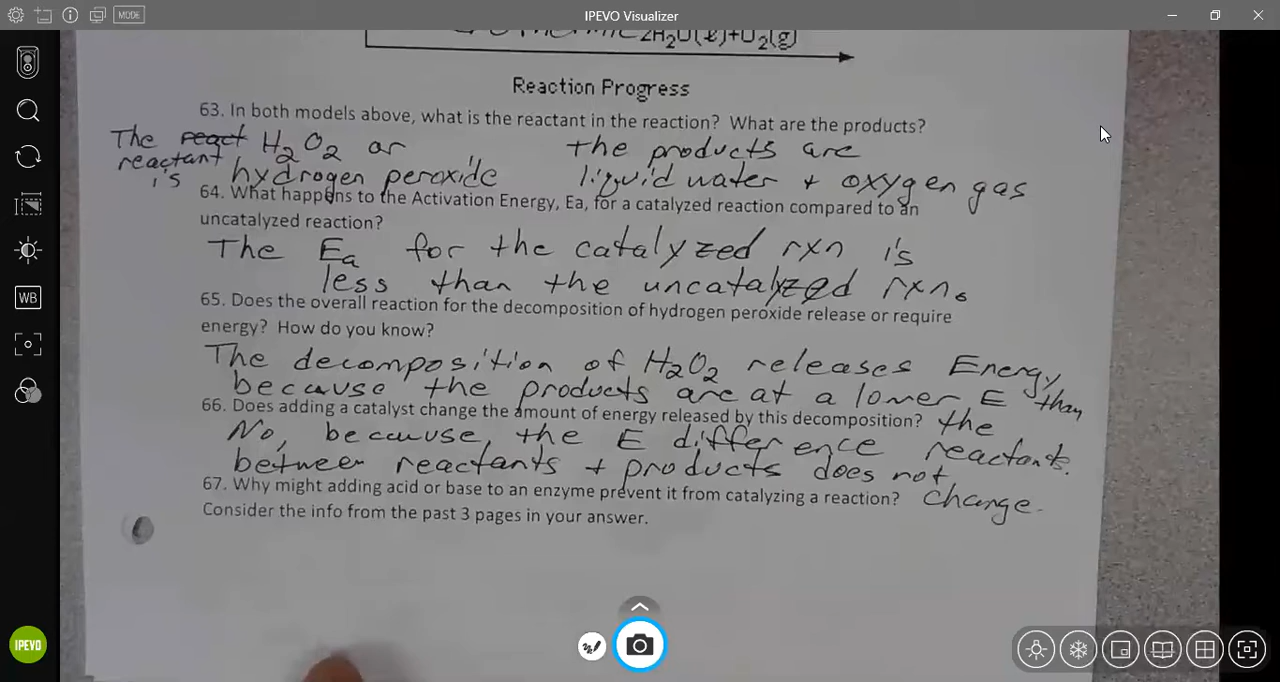 MODE
IPEVO Visualizer
2H2O(l)+O2(g)
Reaction Progress
63. In both models above, what is the reactant in the reaction? What are the products?
The react H2O2 or the products are
reactant is hydrogen peroxide liquid water + oxygen gas
64. What happens to the Activation Energy, Ea, for a catalyzed reaction compared to an
uncatalyzed reaction?
The Ea for the catalyzed rxn is
less than the uncatalyzed rxn.
65. Does the overall reaction for the decomposition of hydrogen peroxide release or require
energy? How do you know?
The decomposition of H2O2 releases Energy
because the products are at a lower E than
the reactants.
66. Does adding a catalyst change the amount of energy released by this decomposition?
No, because, the E difference
between reactants + products does not
change.
67. Why might adding acid or base to an enzyme prevent it from catalyzing a reaction?
Consider the info from the past 3 pages in your answer.
WB
IPEVO